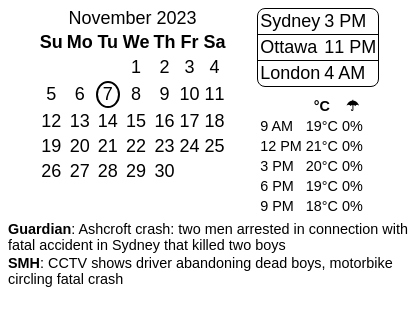 November 2023
Su Mo Tu We Th Fr Sa
1 2 3 4
5 6 7 8 9 10 11
12 13 14 15 16 17 18
19 20 21 22 23 24 25
26 27 28 29 30
Sydney 3 PM
Ottawa 11 PM
London 4 AM
°C ☂
9 AM 19°C 0%
12 PM 21°C 0%
3 PM 20°C 0%
6 PM 19°C 0%
9 PM 18°C 0%
Guardian: Ashcroft crash: two men arrested in connection with
fatal accident in Sydney that killed two boys
SMH: CCTV shows driver abandoning dead boys, motorbike
circling fatal crash